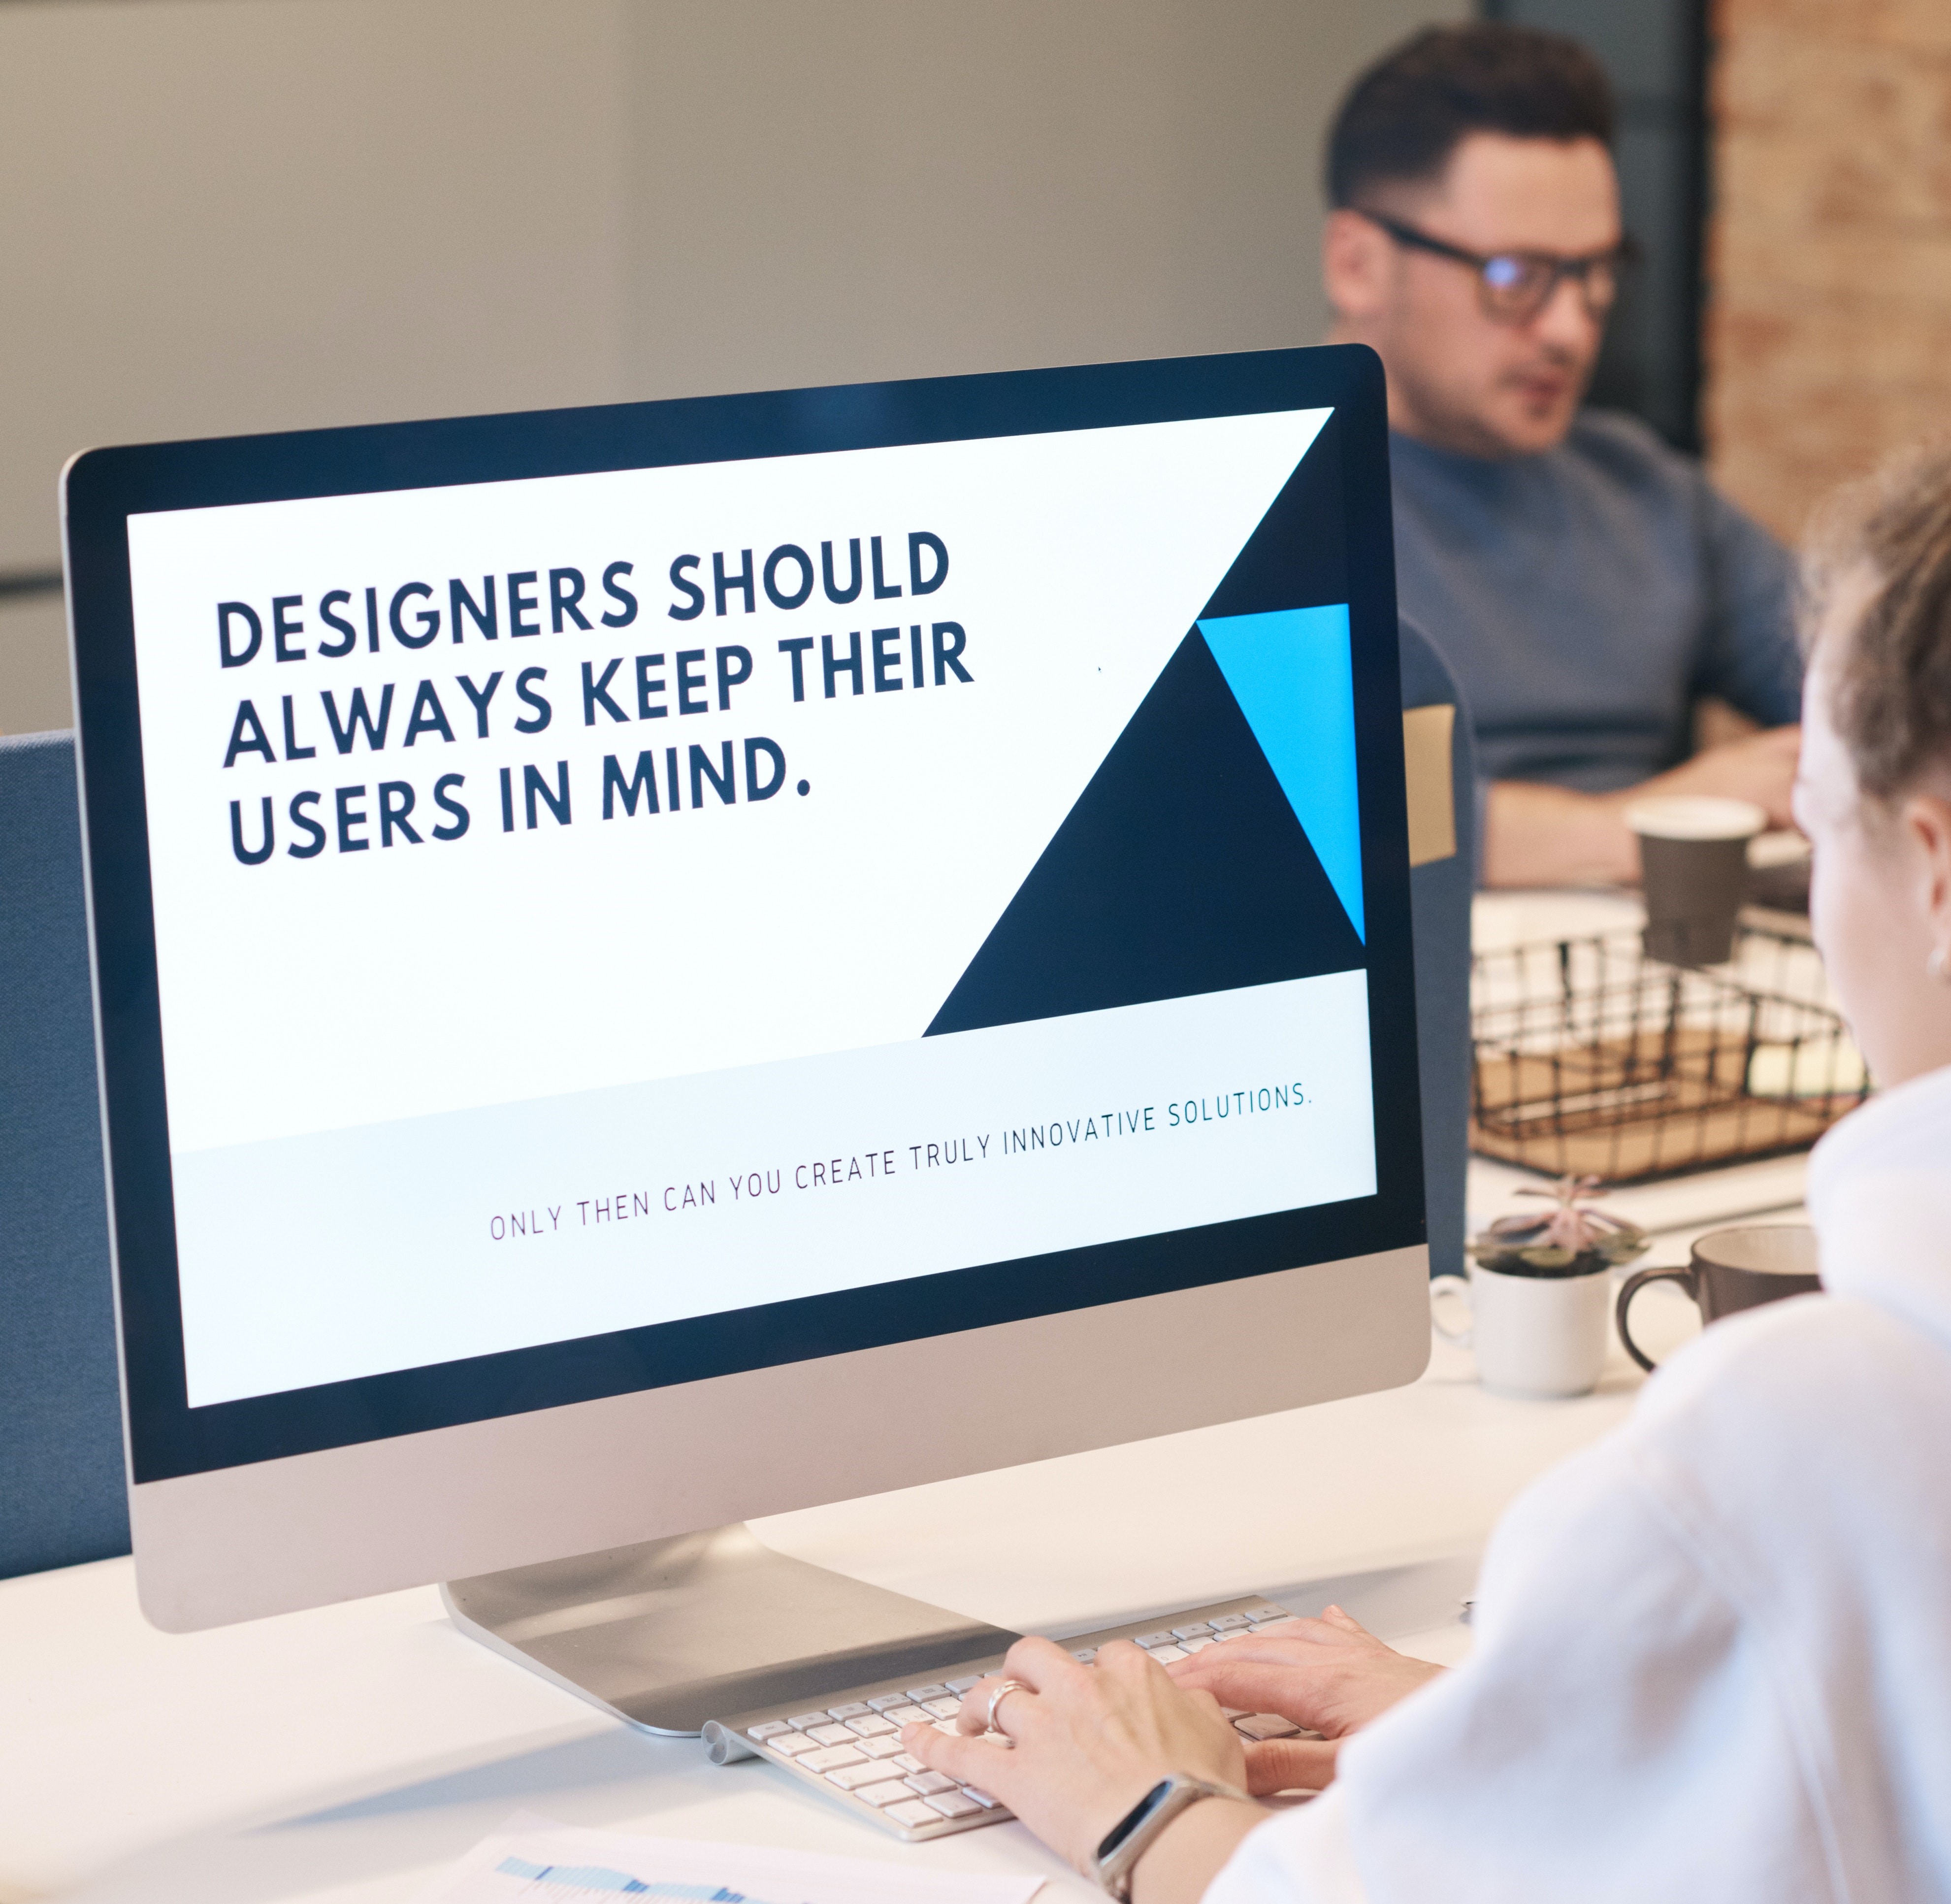 DESIGNERS SHOULD
ALWAYS KEEP THEIR
USERS IN MIND.
ONLY THEN CAN YOU CREATE TRULY INNOVATIVE SOLUTIONS.